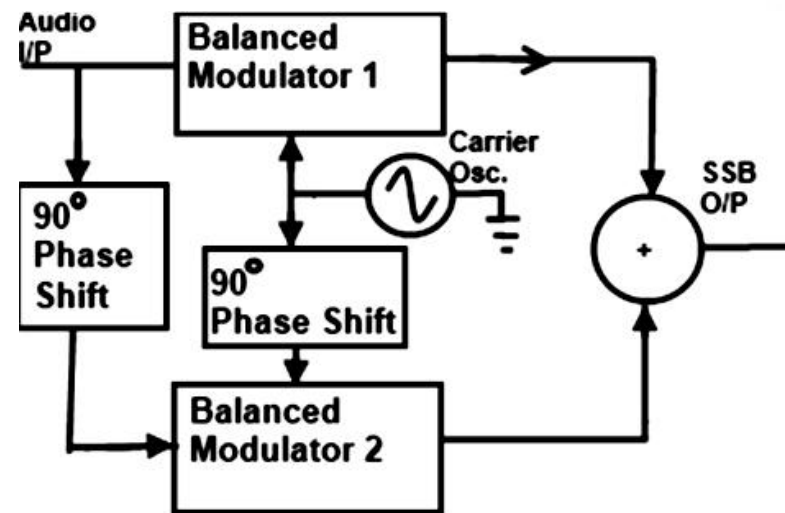 Audio
I/P
Balanced
Modulator 1
Carrier
Osc.
SSB
O/P
90°
Phase
Shift
+
90°
Phase Shift
Balanced
Modulator 2